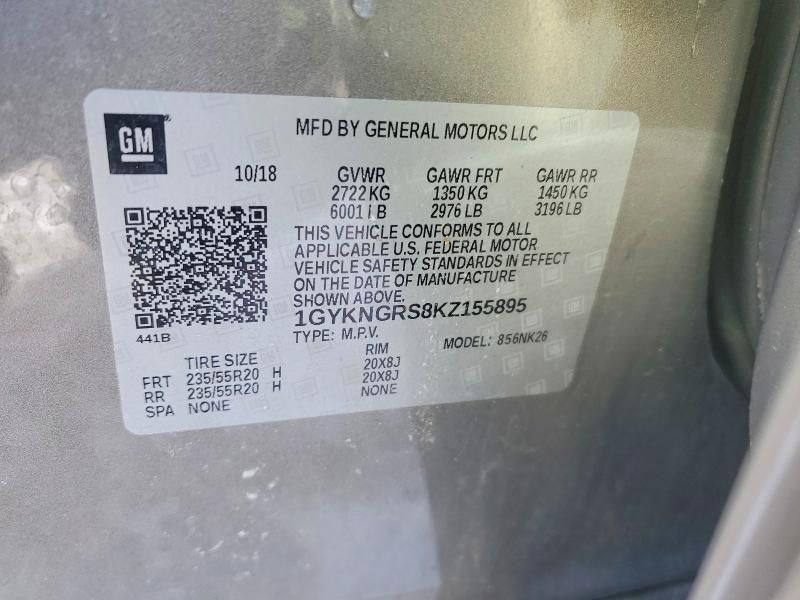 GM
MFD BY GENERAL MOTORS LLC
10/18 GVWR GAWR FRT GAWR RR
2722 KG 1350 KG 1450 KG
6001 LB 2976 LB 3196 LB
THIS VEHICLE CONFORMS TO ALL
APPLICABLE U.S. FEDERAL MOTOR
VEHICLE SAFETY STANDARDS IN EFFECT
ON THE DATE OF MANUFACTURE
SHOWN ABOVE.
1GYKNGRS8KZ155895
TYPE: M.P.V. MODEL: 856NK26
441B
TIRE SIZE RIM
FRT 235/55R20 H 20X8J
RR 235/55R20 H 20X8J
SPA NONE NONE